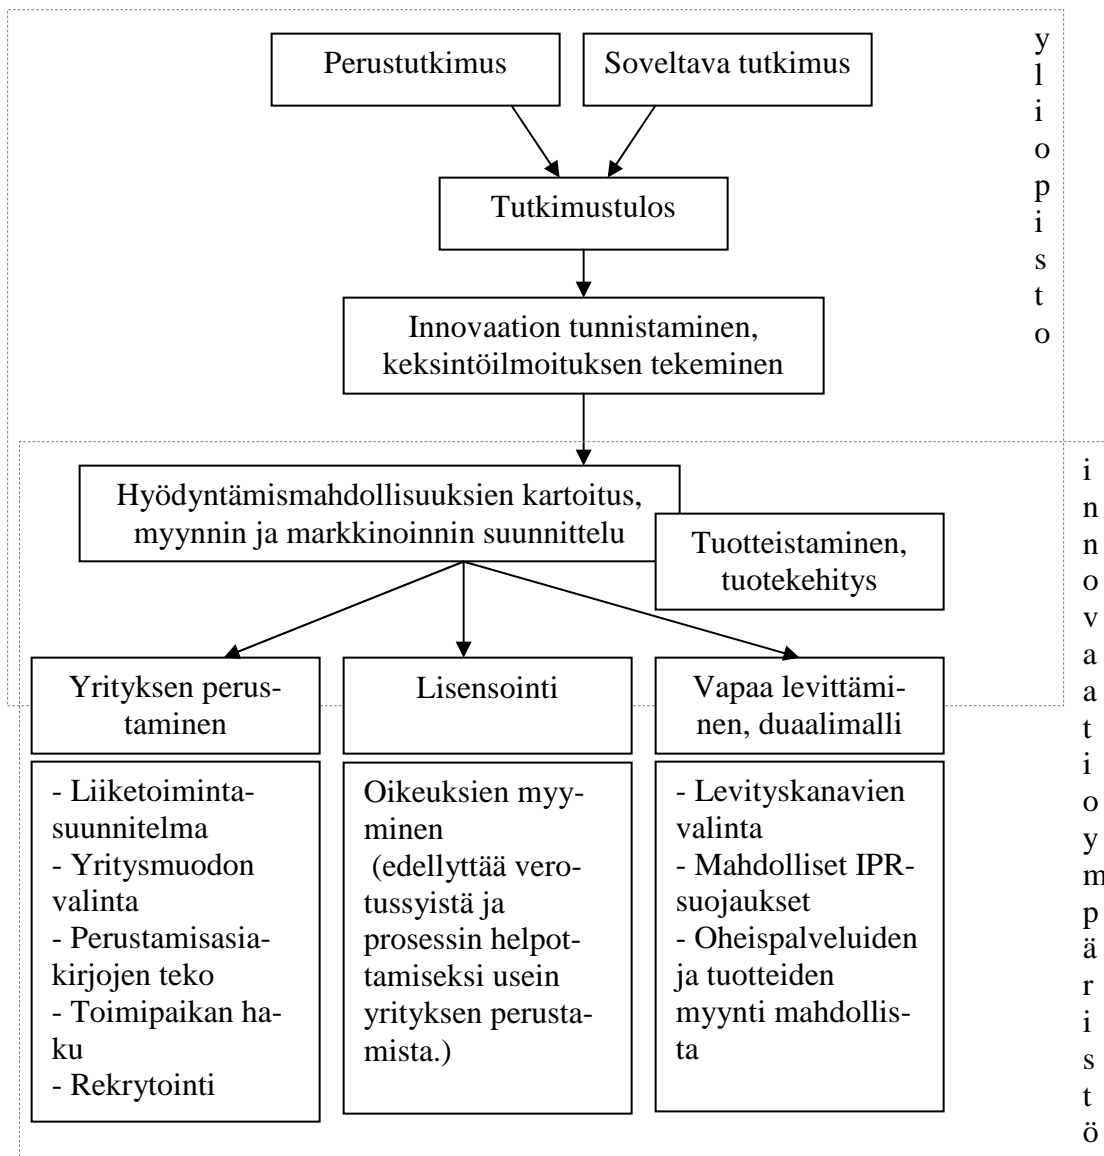 Perustutkimus
Soveltava tutkimus
yliopisto
Tutkimustulos
Innovaation tunnistaminen,
keksintöilmoituksen tekeminen
innovaatioympäristö
Hyödyntämismahdollisuuksien kartoitus,
myynnin ja markkinoinnin suunnittelu
Tuotteistaminen,
tuotekehitys
Yrityksen perus-
taminen
Lisensointi
Vapaa levittämi-
nen, duaalimalli
- Liiketoiminta-
suunnitelma
- Yritysmuodon
valinta
- Perustamisasia-
kirjojen teko
- Toimipaikan ha-
ku
- Rekrytointi
Oikeuksien myy-
minen
(edellyttää vero-
tussyistä ja
prosessin helpot-
tamiseksi usein
yrityksen perusta-
mista.)
- Levityskanavien
valinta
- Mahdolliset IPR-
suojaukset
- Oheispalveluiden
ja tuotteiden
myynti mahdollis-
ta